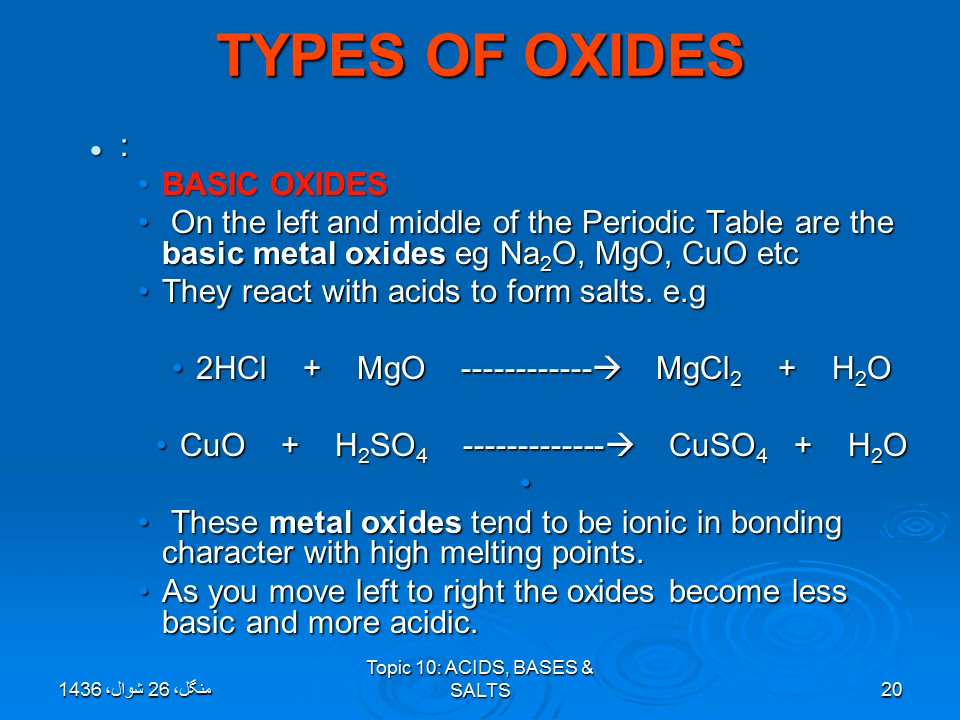 TYPES OF OXIDES
• :
• BASIC OXIDES
• On the left and middle of the Periodic Table are the
basic metal oxides eg Na₂O, MgO, CuO etc
• They react with acids to form salts. e.g
• 2HCl + MgO ------------→ MgCl₂ + H₂O
• CuO + H₂SO₄ -------------→ CuSO₄ + H₂O
•
• These metal oxides tend to be ionic in bonding
character with high melting points.
• As you move left to right the oxides become less
basic and more acidic.
منگل، 26 شوال، 1436
Topic 10: ACIDS, BASES &
SALTS
20